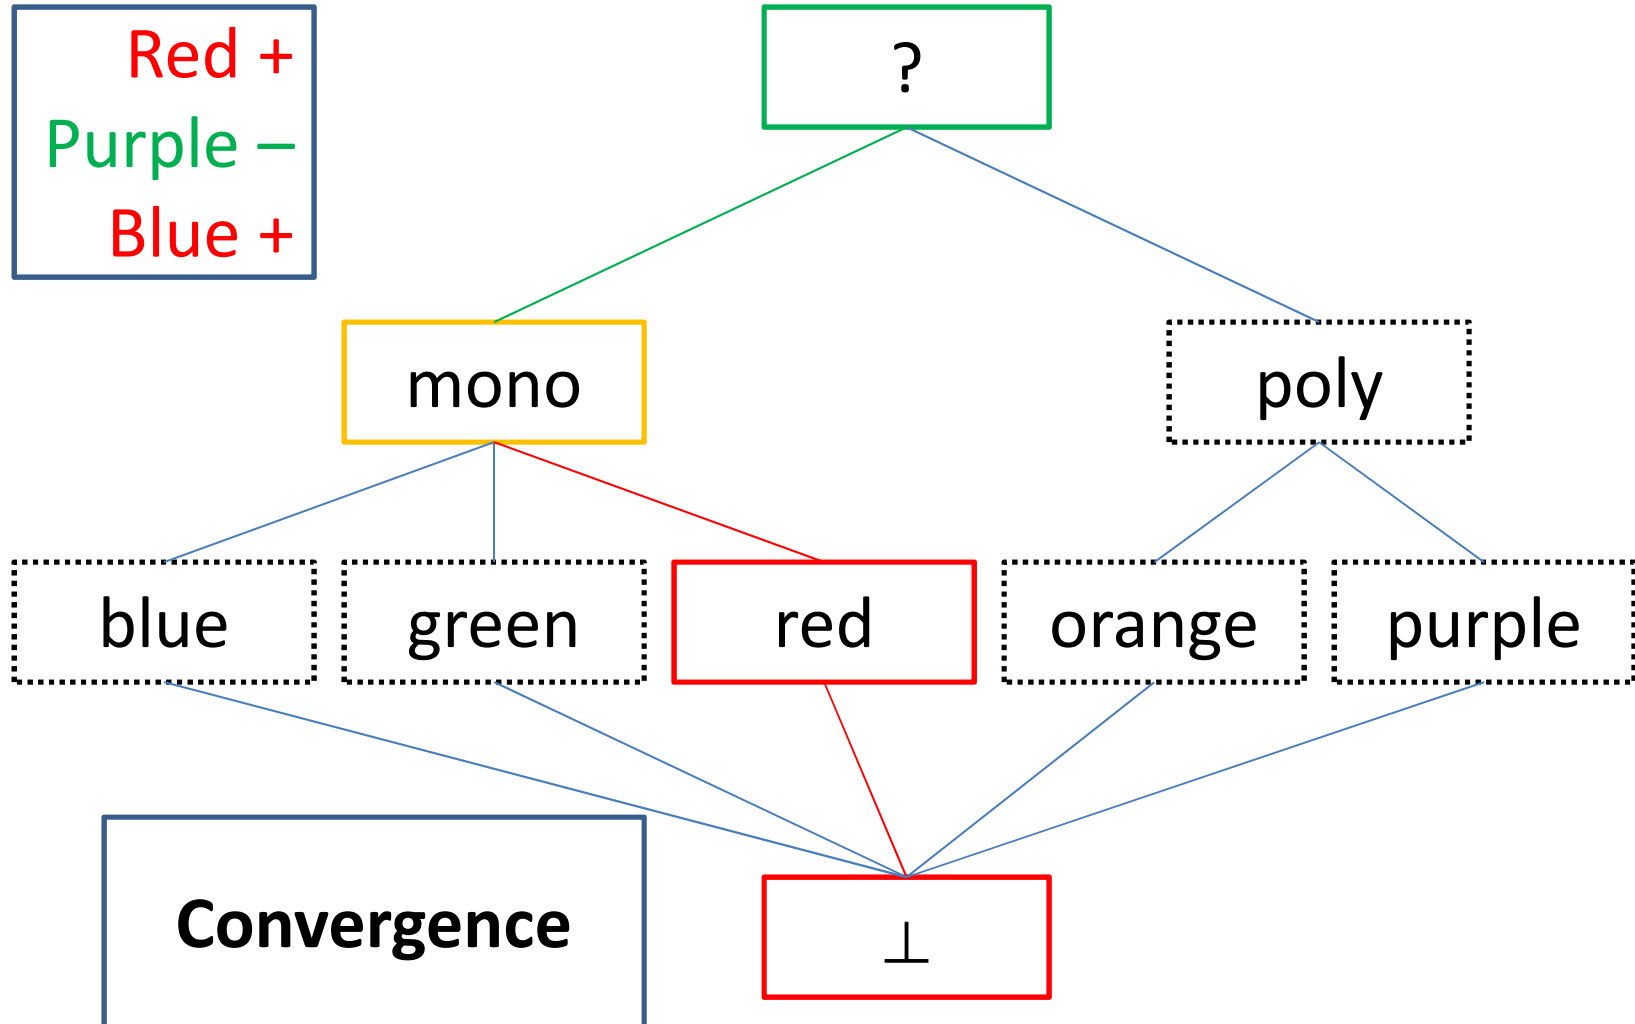 Red +
Purple –
Blue +
?
mono
poly
blue
green
red
orange
purple
Convergence
⊥